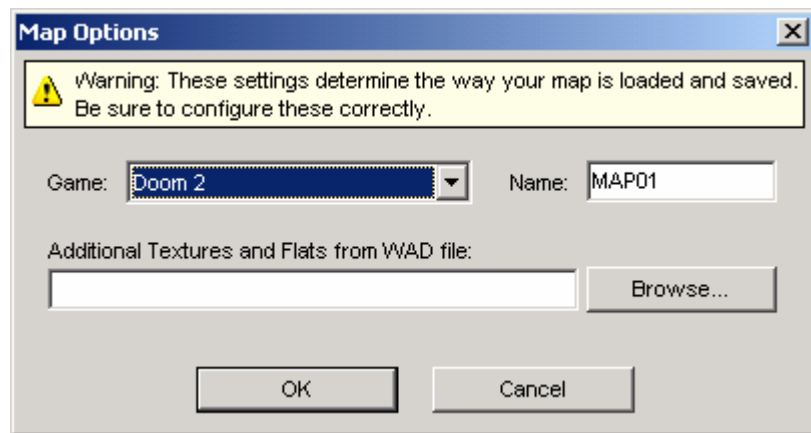 Map Options
Warning: These settings determine the way your map is loaded and saved.
Be sure to configure these correctly.
Game: Doom 2 Name: MAP01
Additional Textures and Flats from WAD file:
Browse...
OK Cancel